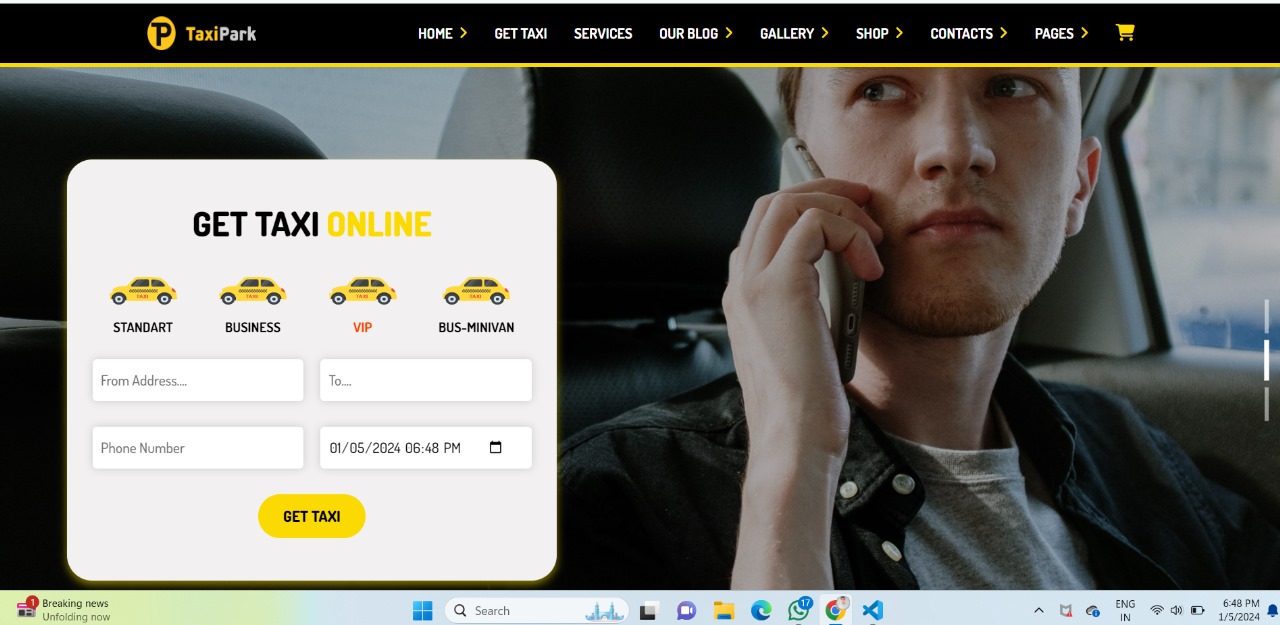 TaxiPark
HOME GET TAXI SERVICES OUR BLOG GALLERY SHOP CONTACTS PAGES
GET TAXI ONLINE
TAXI TAXI TAXI TAXI
STANDART BUSINESS VIP BUS-MINIVAN
From Address.... To....
Phone Number 01/05/2024 06:48 PM
GET TAXI
1 Breaking news
Unfolding now
Search
17
ENG
IN
6:48 PM
1/5/2024